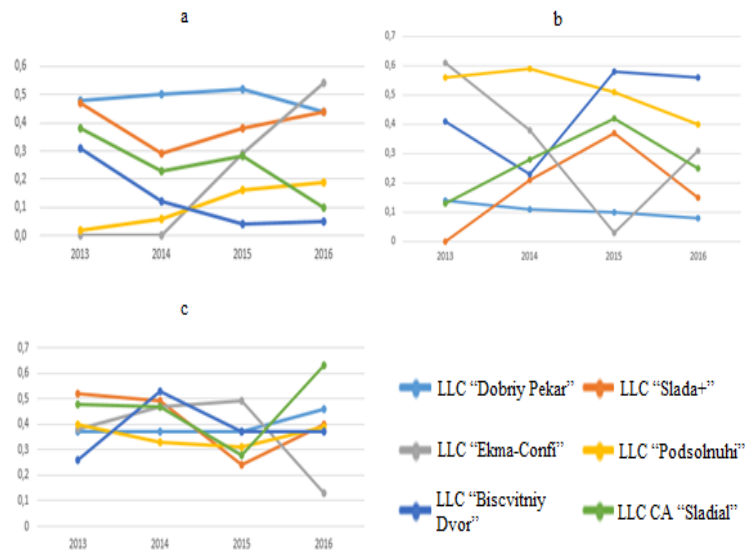 a
0,6
0,5
0,4
0,3
0,2
0,1
0,0
2013 2014 2015 2016
b
0,7
0,6
0,5
0,4
0,3
0,2
0,1
0
2013 2014 2015 2016
c
0,7
0,6
0,5
0,4
0,3
0,2
0,1
0
2013 2014 2015 2016
LLC “Dobriy Pekar”
LLC “Slada+”
LLC “Ekma-Confi”
LLC “Podsolnuhi”
LLC “Biscvitniy
Dvor”
LLC CA “Sladial”